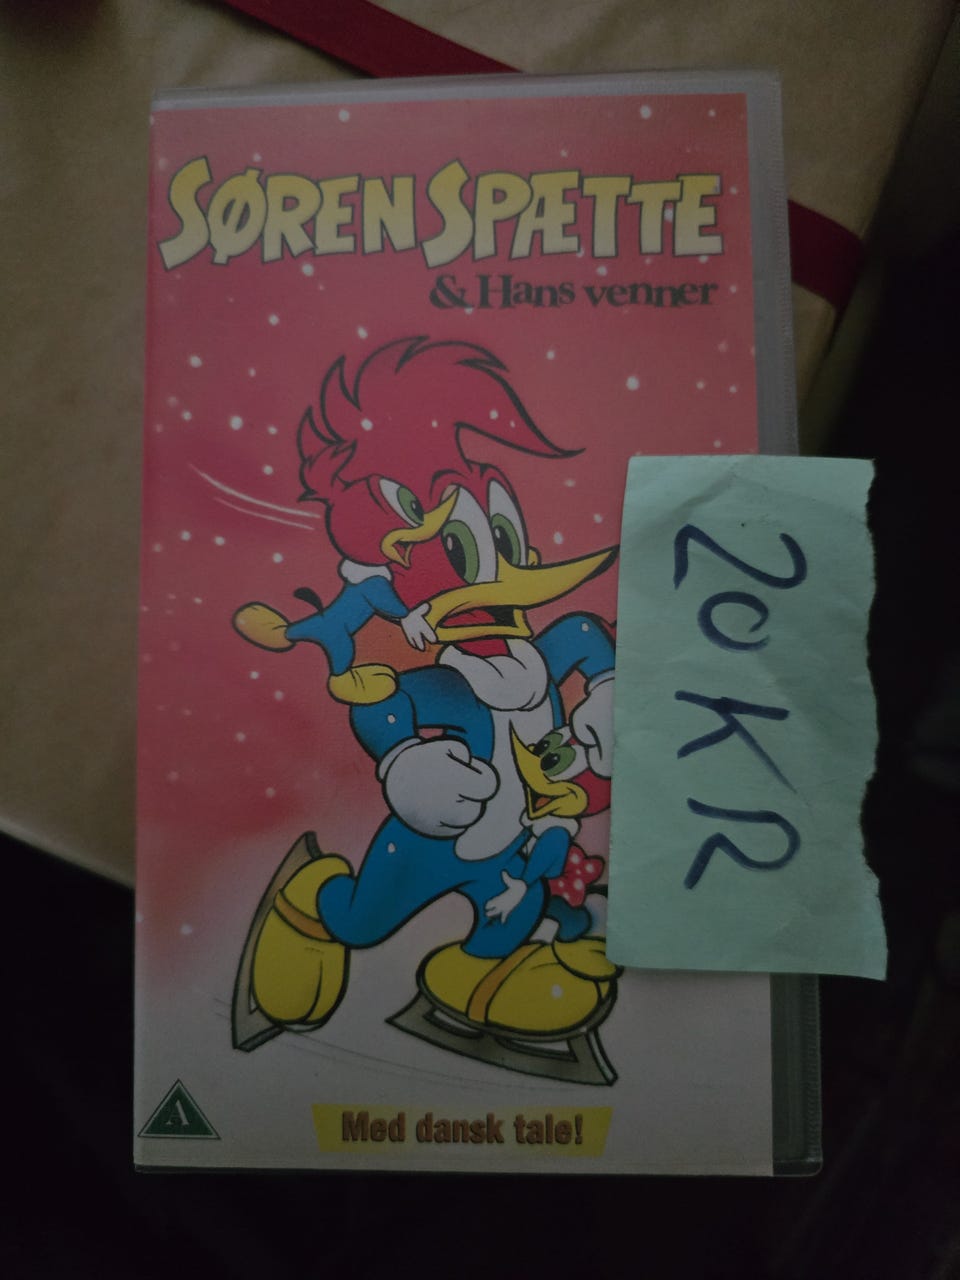 SØREN SPÆTTE
& Hans venner
20 KR
A
Med dansk tale!